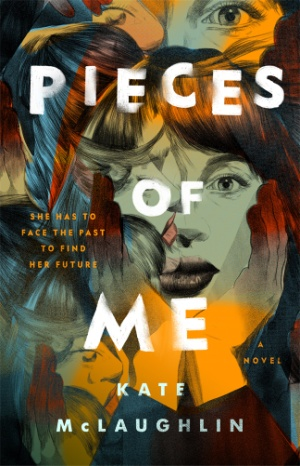 PIECES
OF
SHE HAS TO
FACE THE PAST
TO FIND
HER FUTURE
ME
A
NOVEL
KATE
McLAUGHLIN